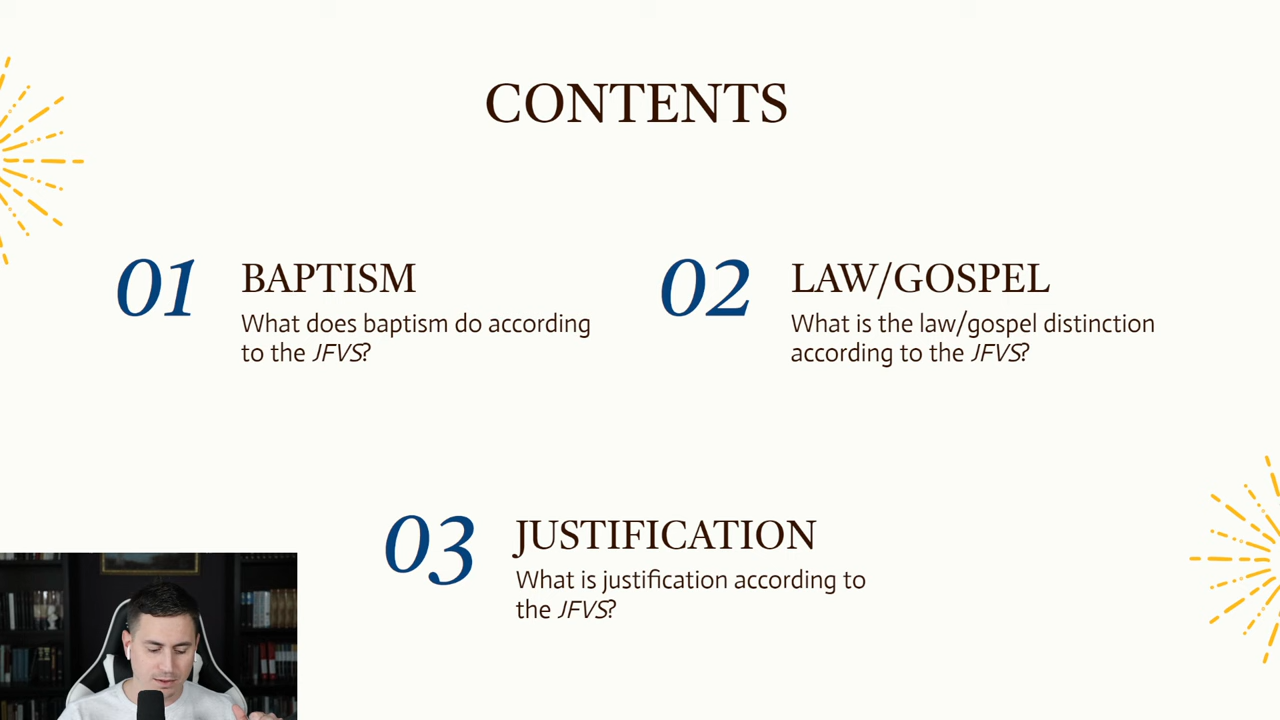 CONTENTS
01
BAPTISM
What does baptism do according
to the JFVS?
02
LAW/GOSPEL
What is the law/gospel distinction
according to the JFVS?
03
JUSTIFICATION
What is justification according to
the JFVS?